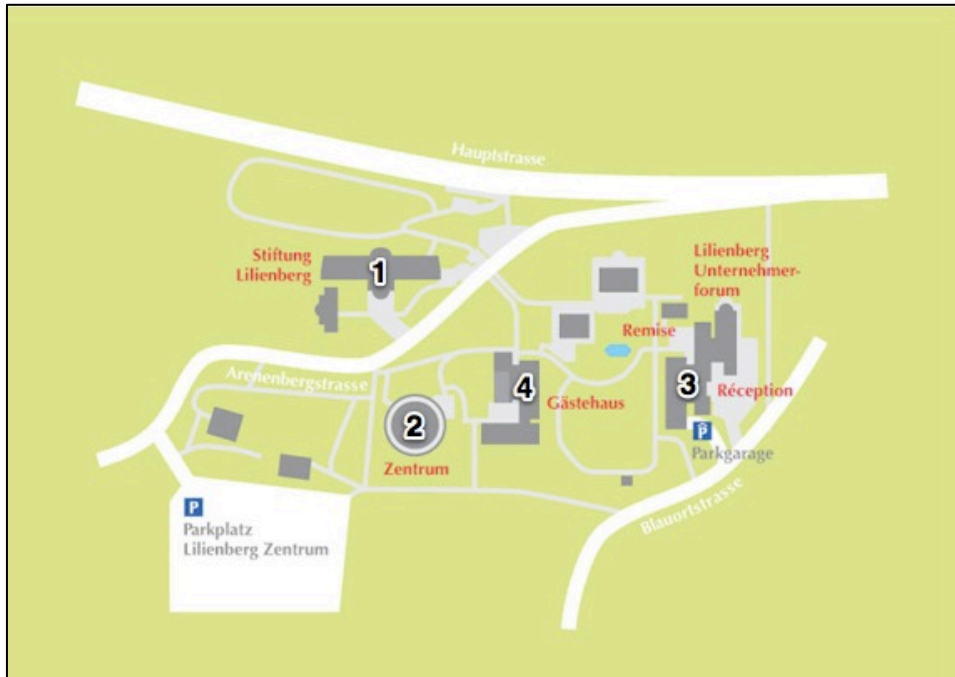 Hauptstrasse
Stiftung
Lilienberg
1
Lilienberg
Unternehmer-
forum
Remise
Arenenbergstrasse
4
3
Réception
Gästehaus
2
Zentrum
P
Parkgarage
P
Parkplatz
Lilienberg Zentrum
Blauortstrasse